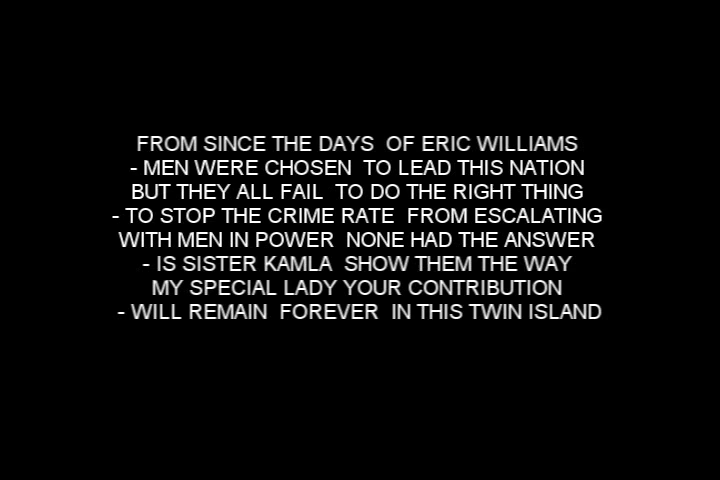 FROM SINCE THE DAYS  OF ERIC WILLIAMS
- MEN WERE CHOSEN  TO LEAD THIS NATION
BUT THEY ALL FAIL  TO DO THE RIGHT THING
- TO STOP THE CRIME RATE  FROM ESCALATING
WITH MEN IN POWER  NONE HAD THE ANSWER
- IS SISTER KAMLA  SHOW THEM THE WAY
MY SPECIAL LADY YOUR CONTRIBUTION
- WILL REMAIN  FOREVER  IN THIS TWIN ISLAND